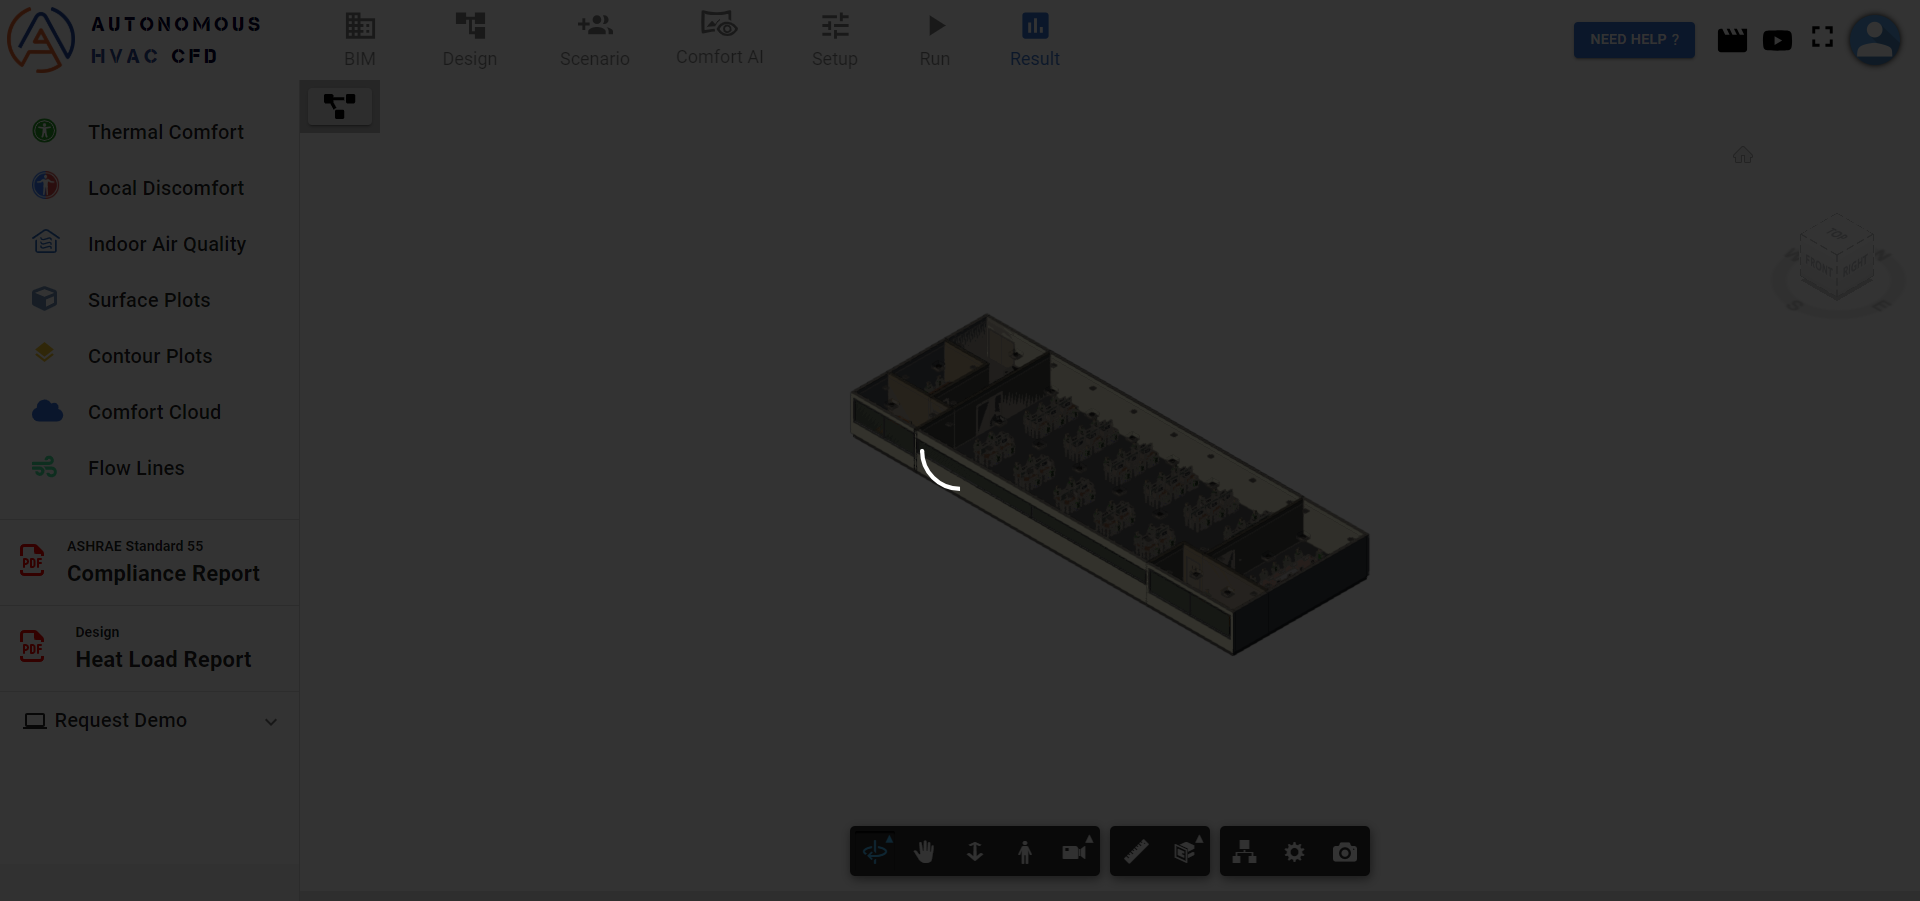 AUTONOMOUS
HVAC CFD
BIM
Design
Scenario
Comfort AI
Setup
Run
Result
NEED HELP ?
Thermal Comfort
Local Discomfort
Indoor Air Quality
Surface Plots
Contour Plots
Comfort Cloud
Flow Lines
PDF
ASHRAE Standard 55
Compliance Report
PDF
Design
Heat Load Report
Request Demo
TOP
FRONT
RIGHT